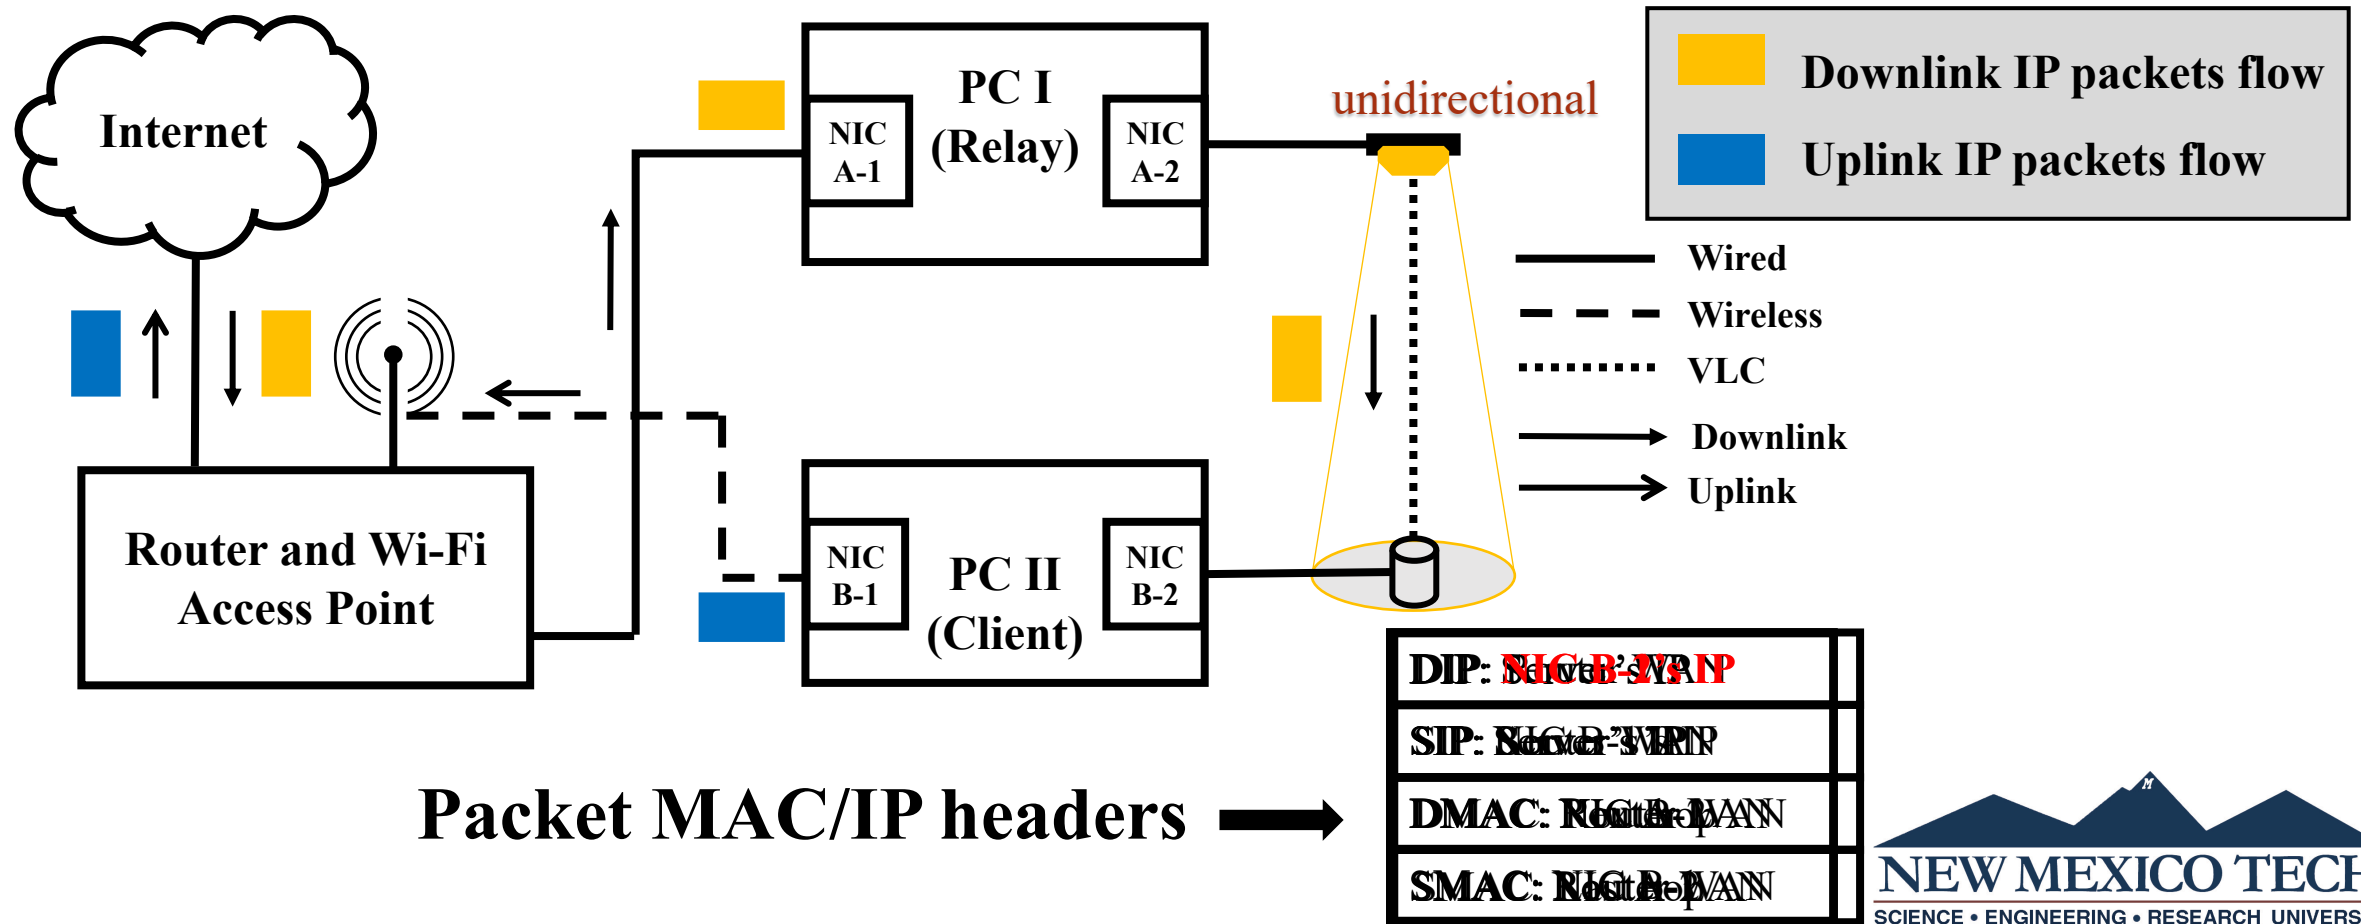 Internet
PC I
(Relay)
NIC
A-1
NIC
A-2
unidirectional
Downlink IP packets flow
Uplink IP packets flow
Wired
Wireless
VLC
Downlink
Uplink
Router and Wi-Fi
Access Point
NIC
B-1
PC II
(Client)
NIC
B-2
DIP:
SIP:
DMAC:
SMAC:
Packet MAC/IP headers
M
NEW MEXICO TECH
SCIENCE • ENGINEERING • RESEARCH